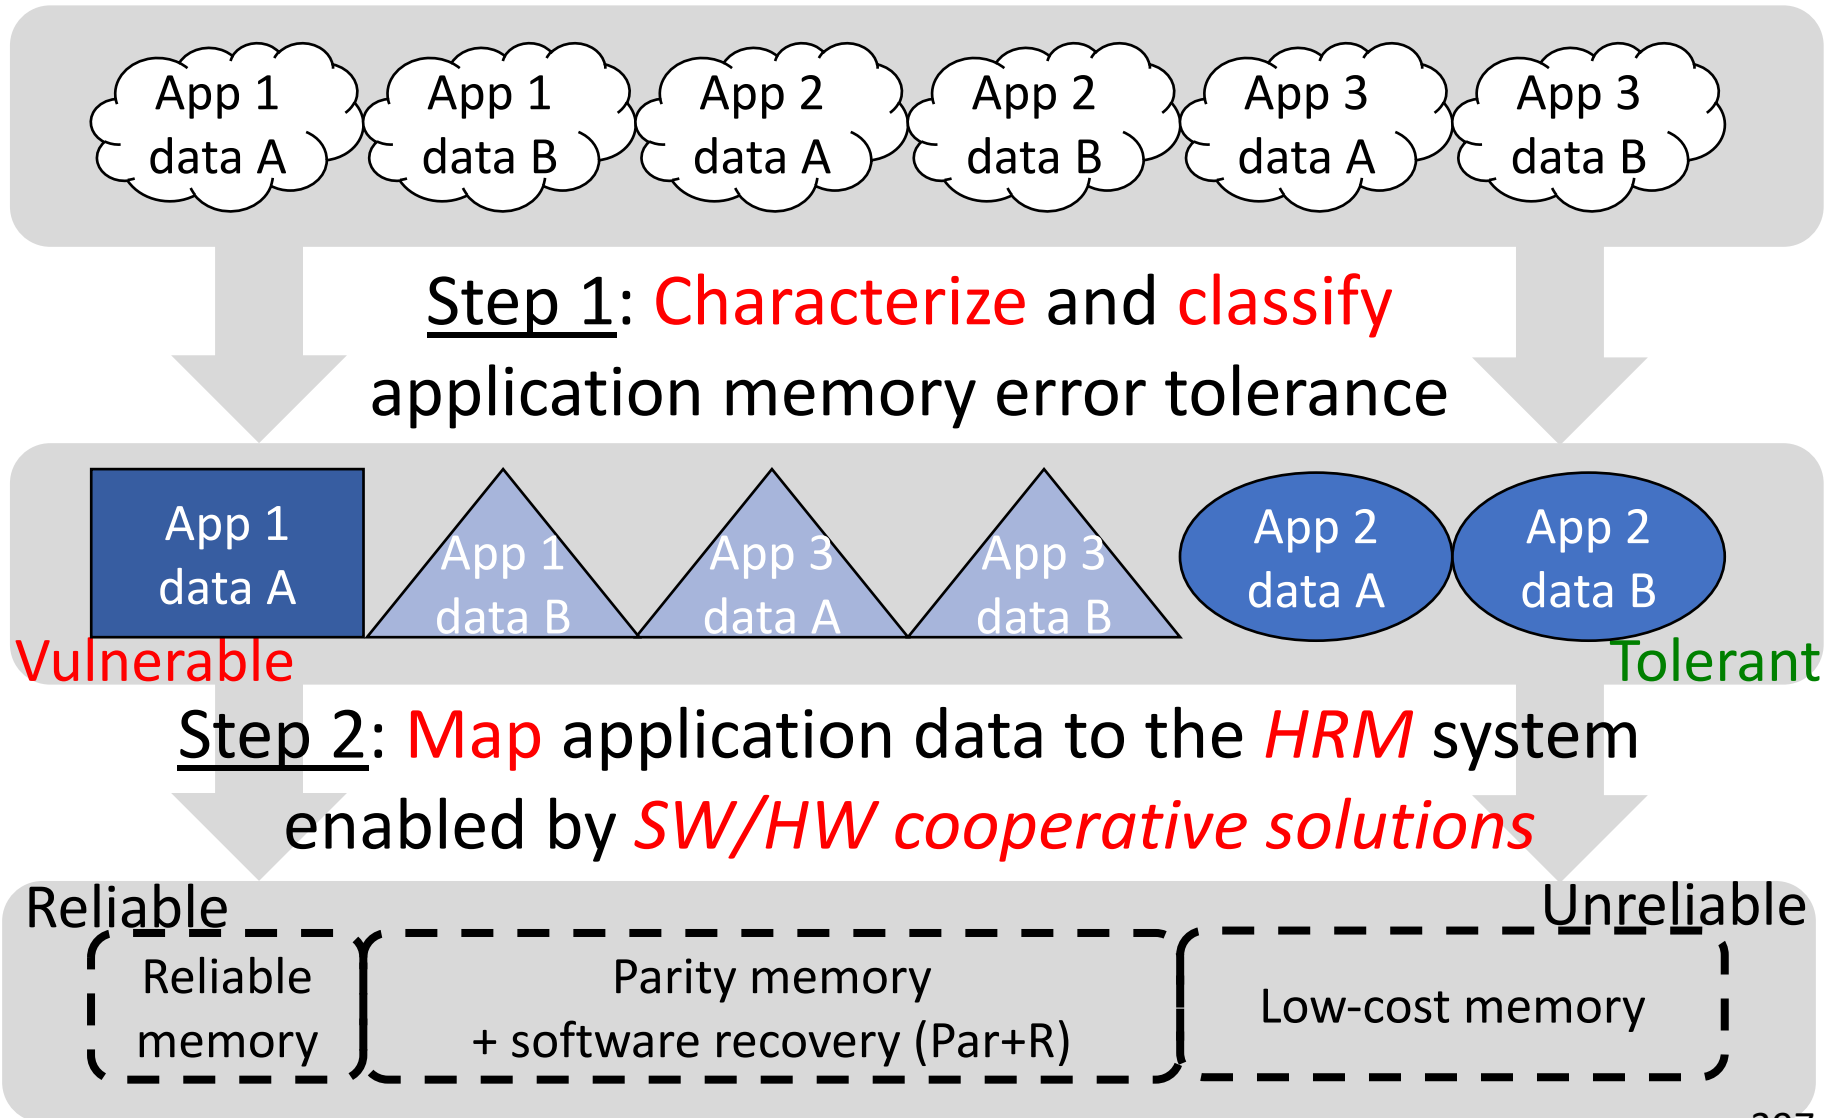 App 1
data A
App 1
data B
App 2
data A
App 2
data B
App 3
data A
App 3
data B
Step 1: Characterize and classify
application memory error tolerance
App 1
data A
App 1
data B
App 3
data A
App 3
data B
App 2
data A
App 2
data B
Vulnerable
Tolerant
Step 2: Map application data to the HRM system
enabled by SW/HW cooperative solutions
Reliable
Unreliable
Reliable
memory
Parity memory
+ software recovery (Par+R)
Low-cost memory